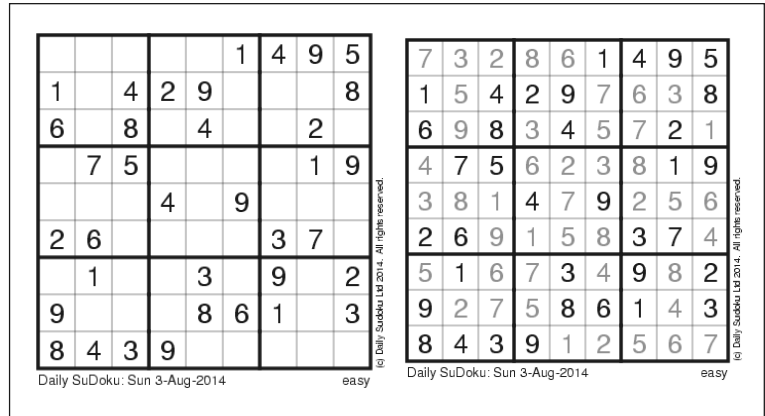 1 4 9 5
1 4 2 9 8
6 8 4 2
7 5 1 9
4 9
2 6 3 7
1 3 9 2
9 8 6 1 3
8 4 3 9
Daily SuDoku: Sun 3-Aug-2014 easy
(c) Daily Sudoku Ltd 2014. All rights reserved.
7 3 2 8 6 1 4 9 5
1 5 4 2 9 7 6 3 8
6 9 8 3 4 5 7 2 1
4 7 5 6 2 3 8 1 9
3 8 1 4 7 9 2 5 6
2 6 9 1 5 8 3 7 4
5 1 6 7 3 4 9 8 2
9 2 7 5 8 6 1 4 3
8 4 3 9 1 2 5 6 7
Daily SuDoku: Sun 3-Aug-2014 easy
(c) Daily Sudoku Ltd 2014. All rights reserved.